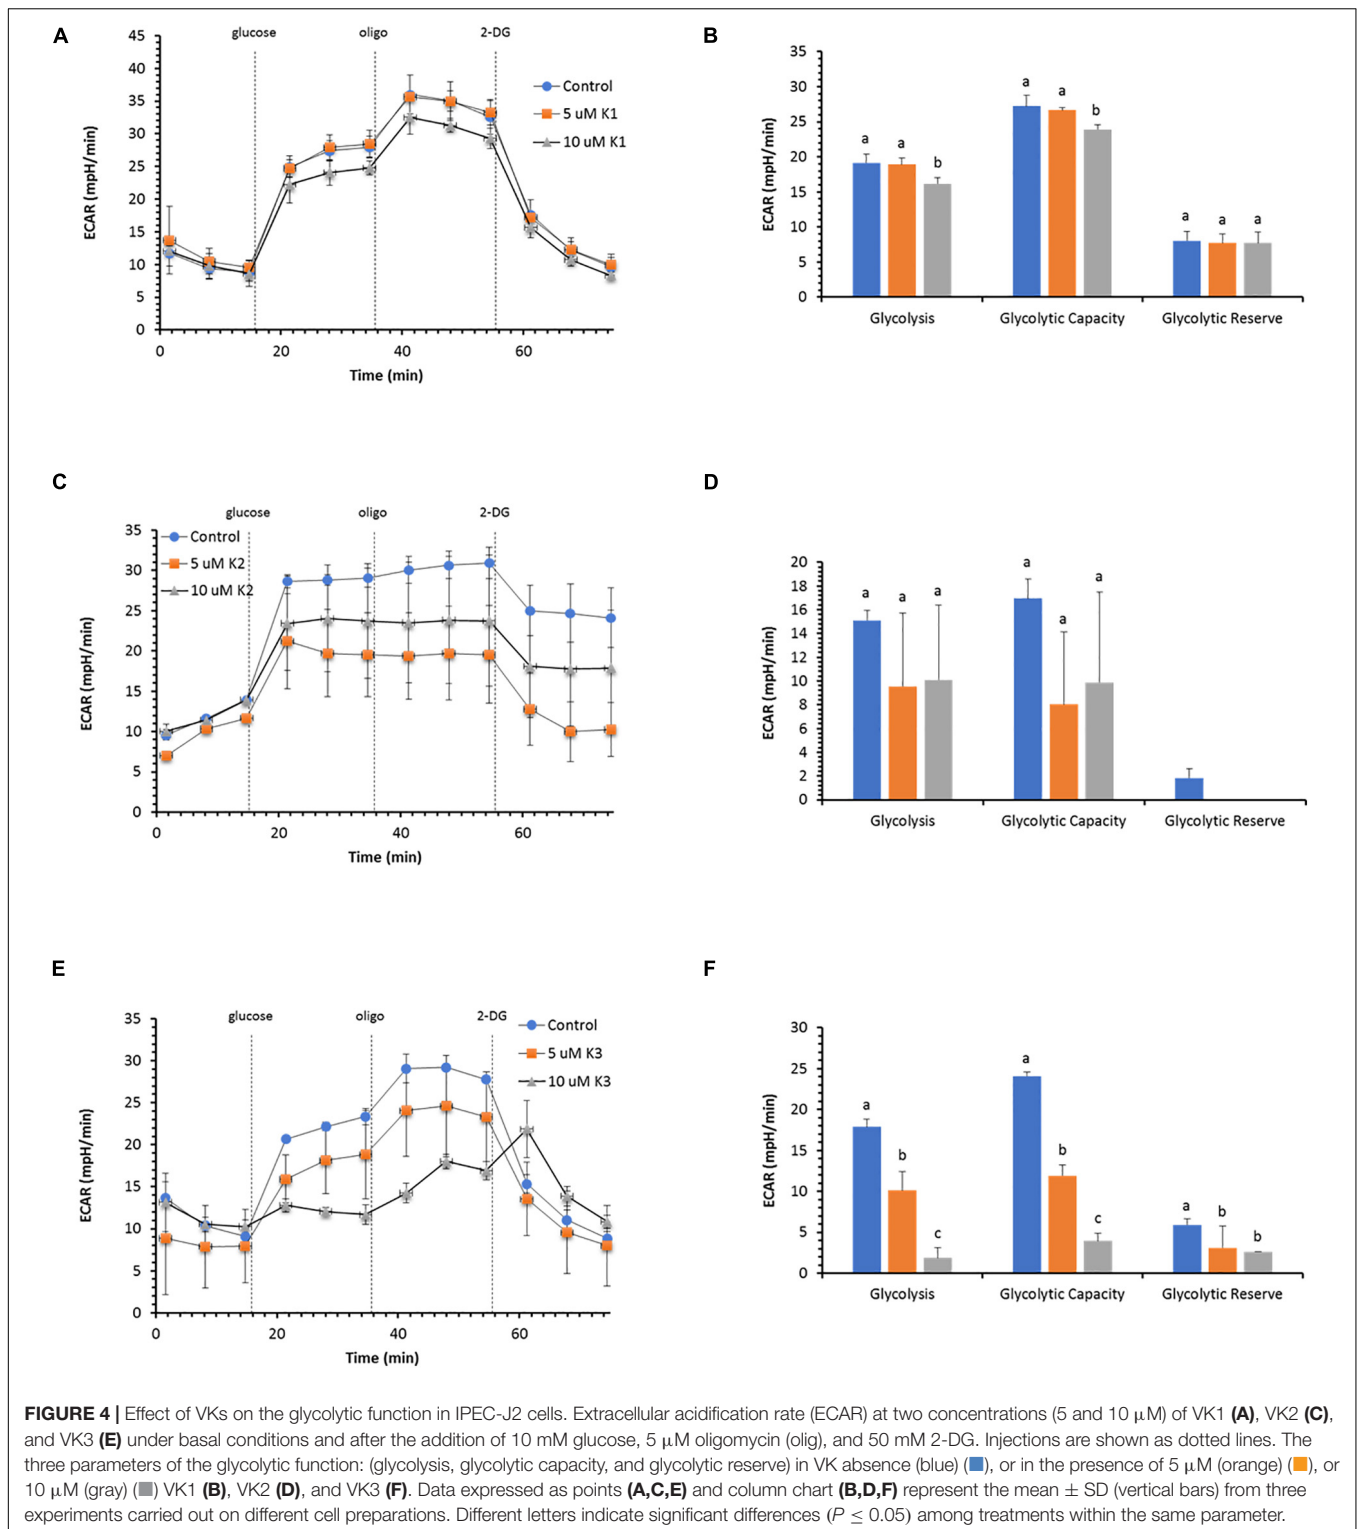 A
glucose
oligo
2-DG
45
40
35
30
25
20
15
10
5
0
ECAR (mpH/min)
Control
5 uM K1
10 uM K1
0
20
40
60
Time (min)
B
35
30
25
20
15
10
5
0
ECAR (mpH/min)
a
a
b
a
a
b
a
a
a
Glycolysis
Glycolytic Capacity
Glycolytic Reserve
C
glucose
oligo
2-DG
35
30
25
20
15
10
5
0
ECAR (mpH/min)
Control
5 uM K2
10 uM K2
0
20
40
60
Time (min)
D
20
18
16
14
12
10
8
6
4
2
0
ECAR (mpH/min)
a
a
a
a
a
a
Glycolysis
Glycolytic Capacity
Glycolytic Reserve
E
glucose
oligo
2-DG
35
30
25
20
15
10
5
0
ECAR (mpH/min)
Control
5 uM K3
10 uM K3
0
20
40
60
Time (min)
F
30
25
20
15
10
5
0
ECAR (mpH/min)
a
b
c
a
b
c
a
b
b
Glycolysis
Glycolytic Capacity
Glycolytic Reserve
FIGURE 4 | Effect of VKs on the glycolytic function in IPEC-J2 cells. Extracellular acidification rate (ECAR) at two concentrations (5 and 10 μM) of VK1 (A), VK2 (C),
and VK3 (E) under basal conditions and after the addition of 10 mM glucose, 5 μM oligomycin (olig), and 50 mM 2-DG. Injections are shown as dotted lines. The
three parameters of the glycolytic function: (glycolysis, glycolytic capacity, and glycolytic reserve) in VK absence (blue) (■), or in the presence of 5 μM (orange) (■), or
10 μM (gray) (■) VK1 (B), VK2 (D), and VK3 (F). Data expressed as points (A,C,E) and column chart (B,D,F) represent the mean ± SD (vertical bars) from three
experiments carried out on different cell preparations. Different letters indicate significant differences (P ≤ 0.05) among treatments within the same parameter.